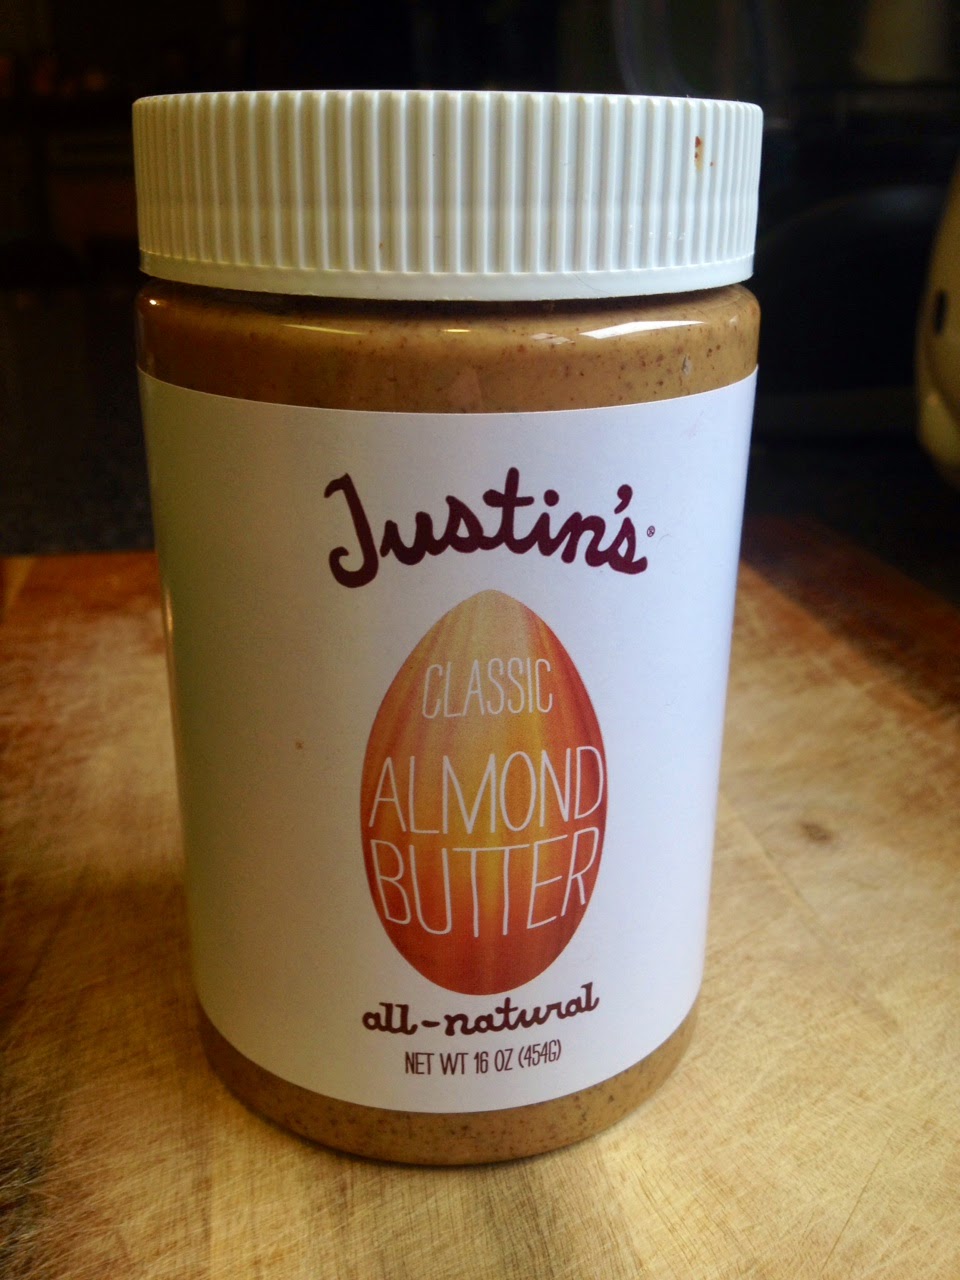 Justin's®
CLASSIC
ALMOND
BUTTER
all-natural
NET WT 16 OZ (454G)